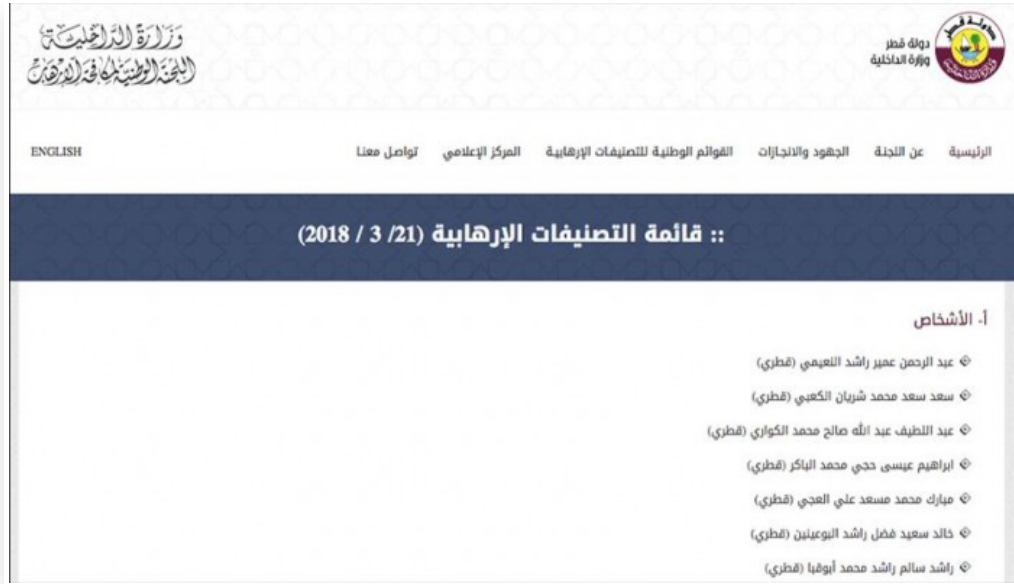 وزارة الداخلية
اللجنة الوطنية لمكافحة الإرهاب
دولة قطر
وزارة الداخلية
الرئيسية
عن اللجنة
الجهود والانجازات
القوائم الوطنية للتصنيفات الإرهابية
المركز الإعلامي
تواصل معنا
ENGLISH
:: قائمة التصنيفات الإرهابية (21/ 3 / 2018)
أ- الأشخاص
عبد الرحمن عمير راشد النعيمي (قطري)
سعد سعد محمد شريان الكعبي (قطري)
عبد اللطيف عبد الله صالح محمد الكواري (قطري)
ابراهيم عيسى حجي محمد الباكر (قطري)
مبارك محمد مسعد علي العجي (قطري)
خالد سعيد فضل راشد البوعينين (قطري)
راشد سالم راشد محمد أبوقبا (قطري)